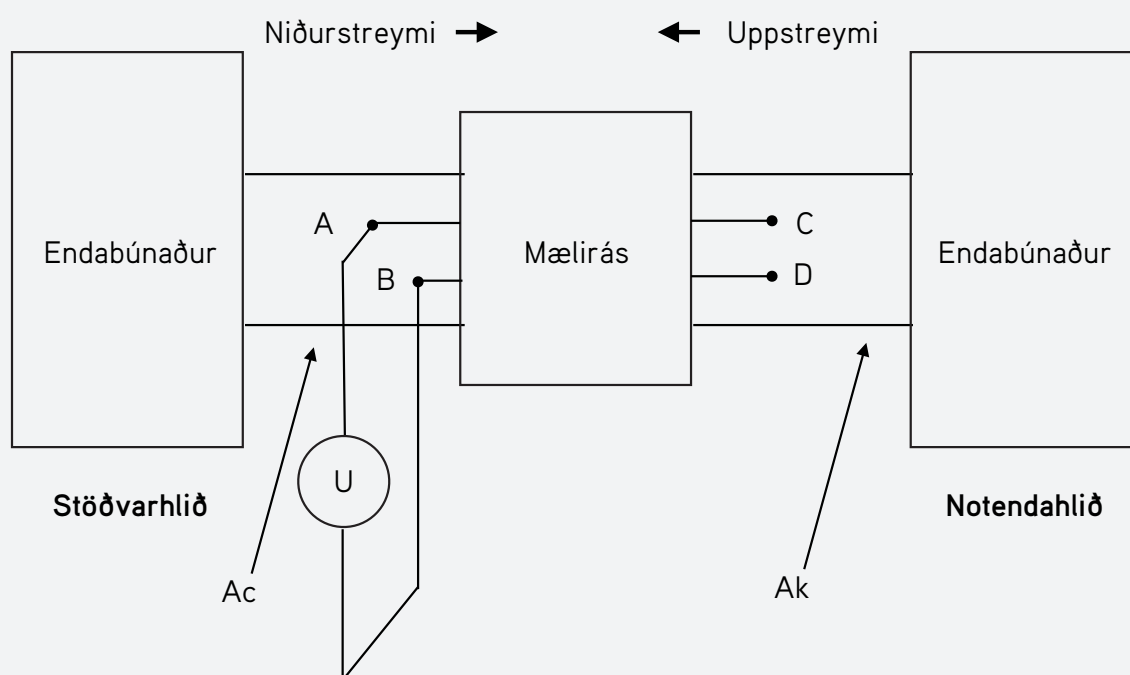 Niðurstreymi
Uppstreymi
A
C
Endabúnaður
Mælirás
Endabúnaður
B
D
U
Stöðvarhlið
Notendahlið
Ac
Ak